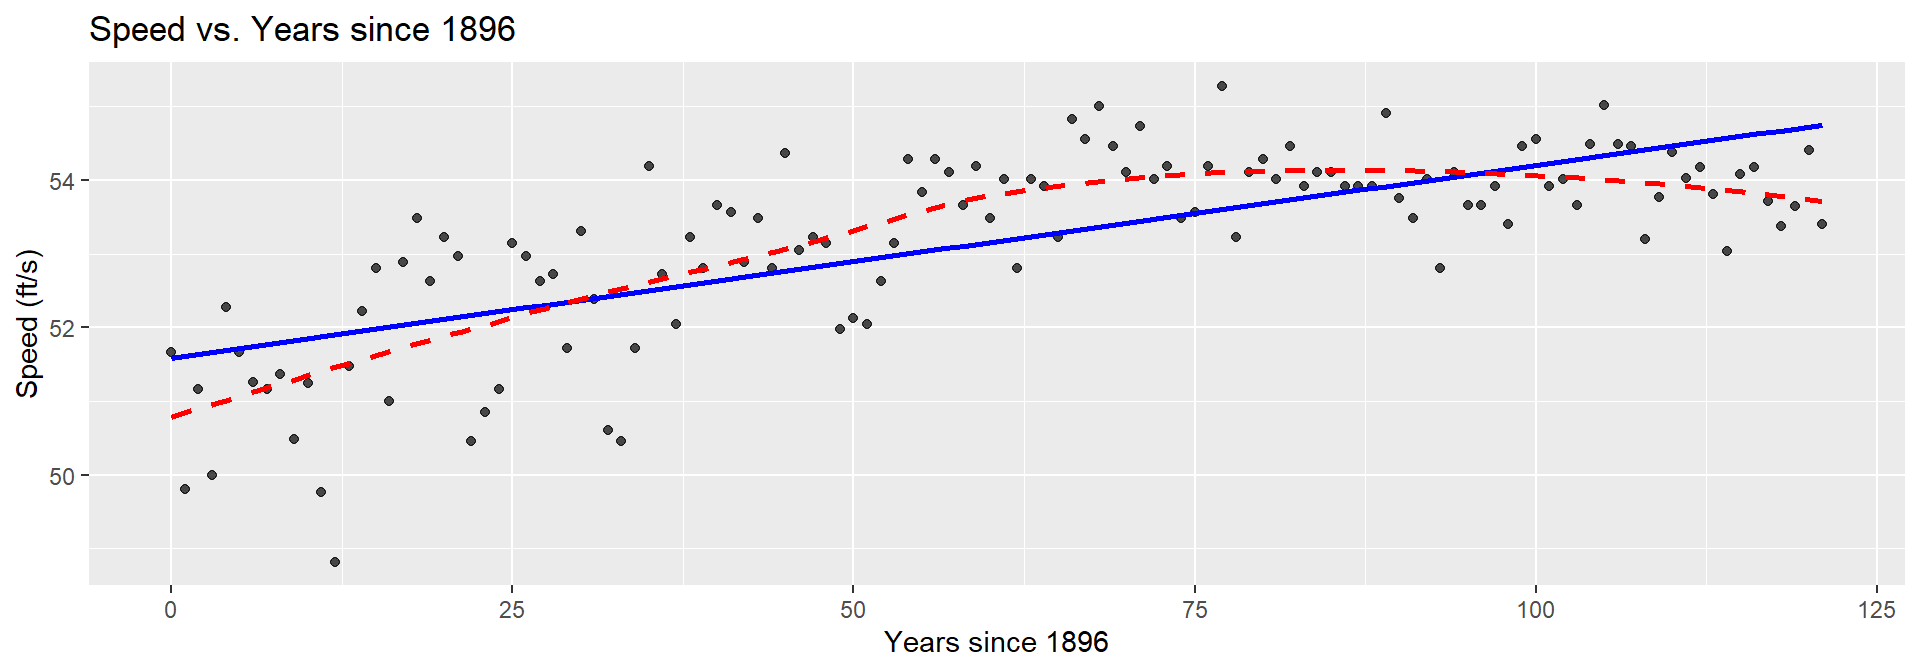 Speed vs. Years since 1896
54
52
50
Speed (ft/s)
0 25 50 75 100 125
Years since 1896